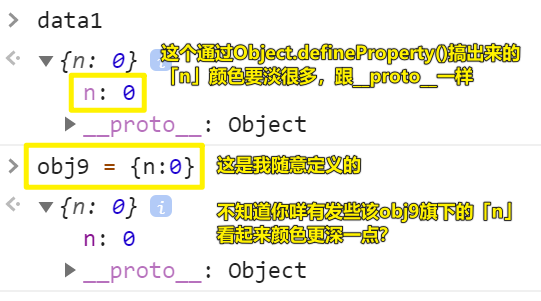 data1
{n: 0} i 这个通过Object.defineProperty()搞出来的
n: 0 「n」颜色要淡很多，跟__proto__一样
__proto__: Object
obj9 = {n:0} 这是我随意定义的
{n: 0} i 不知道你咩有发些该obj9旗下的「n」
n: 0 看起来颜色更深一点?
__proto__: Object